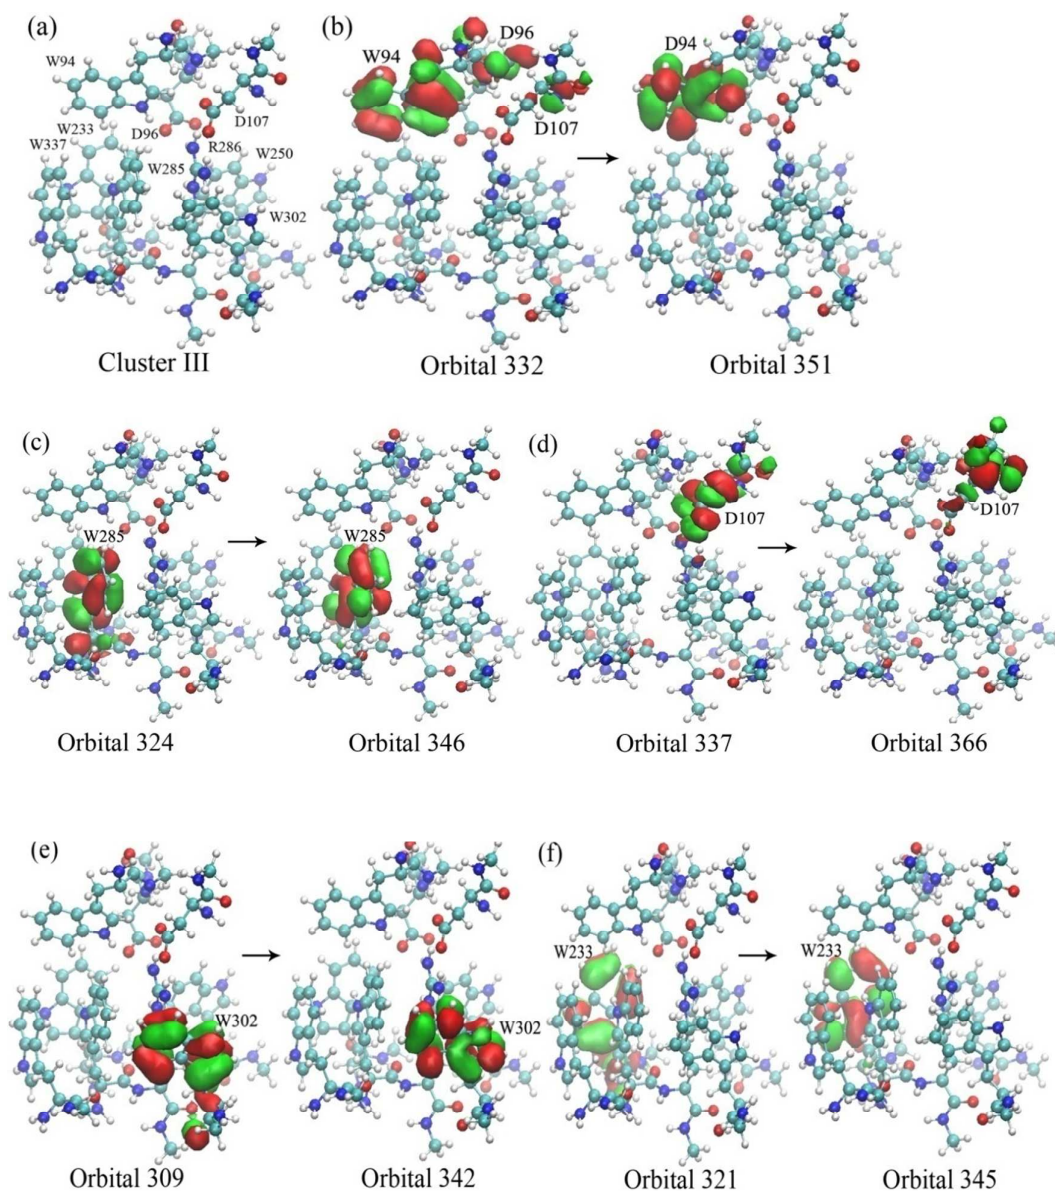 (a)
W94
W233
W337
D96
D107
R286
W285
W250
W302
Cluster III
(b)
W94
D96
D107
Orbital 332
D94
Orbital 351
(c)
W285
Orbital 324
W285
Orbital 346
(d)
D107
Orbital 337
D107
Orbital 366
(e)
W302
Orbital 309
W302
Orbital 342
(f)
W233
Orbital 321
W233
Orbital 345